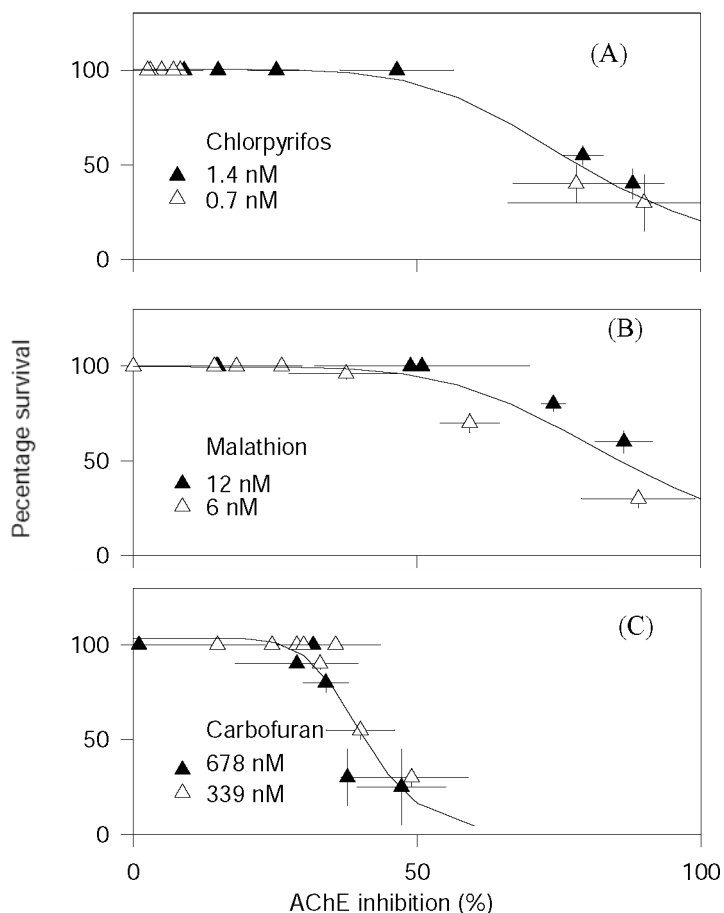 (A)
100
50
0
Chlorpyrifos
1.4 nM
0.7 nM
(B)
100
50
0
Malathion
12 nM
6 nM
Pecentage survival
(C)
100
50
0
Carbofuran
678 nM
339 nM
0 50 100
AChE inhibition (%)